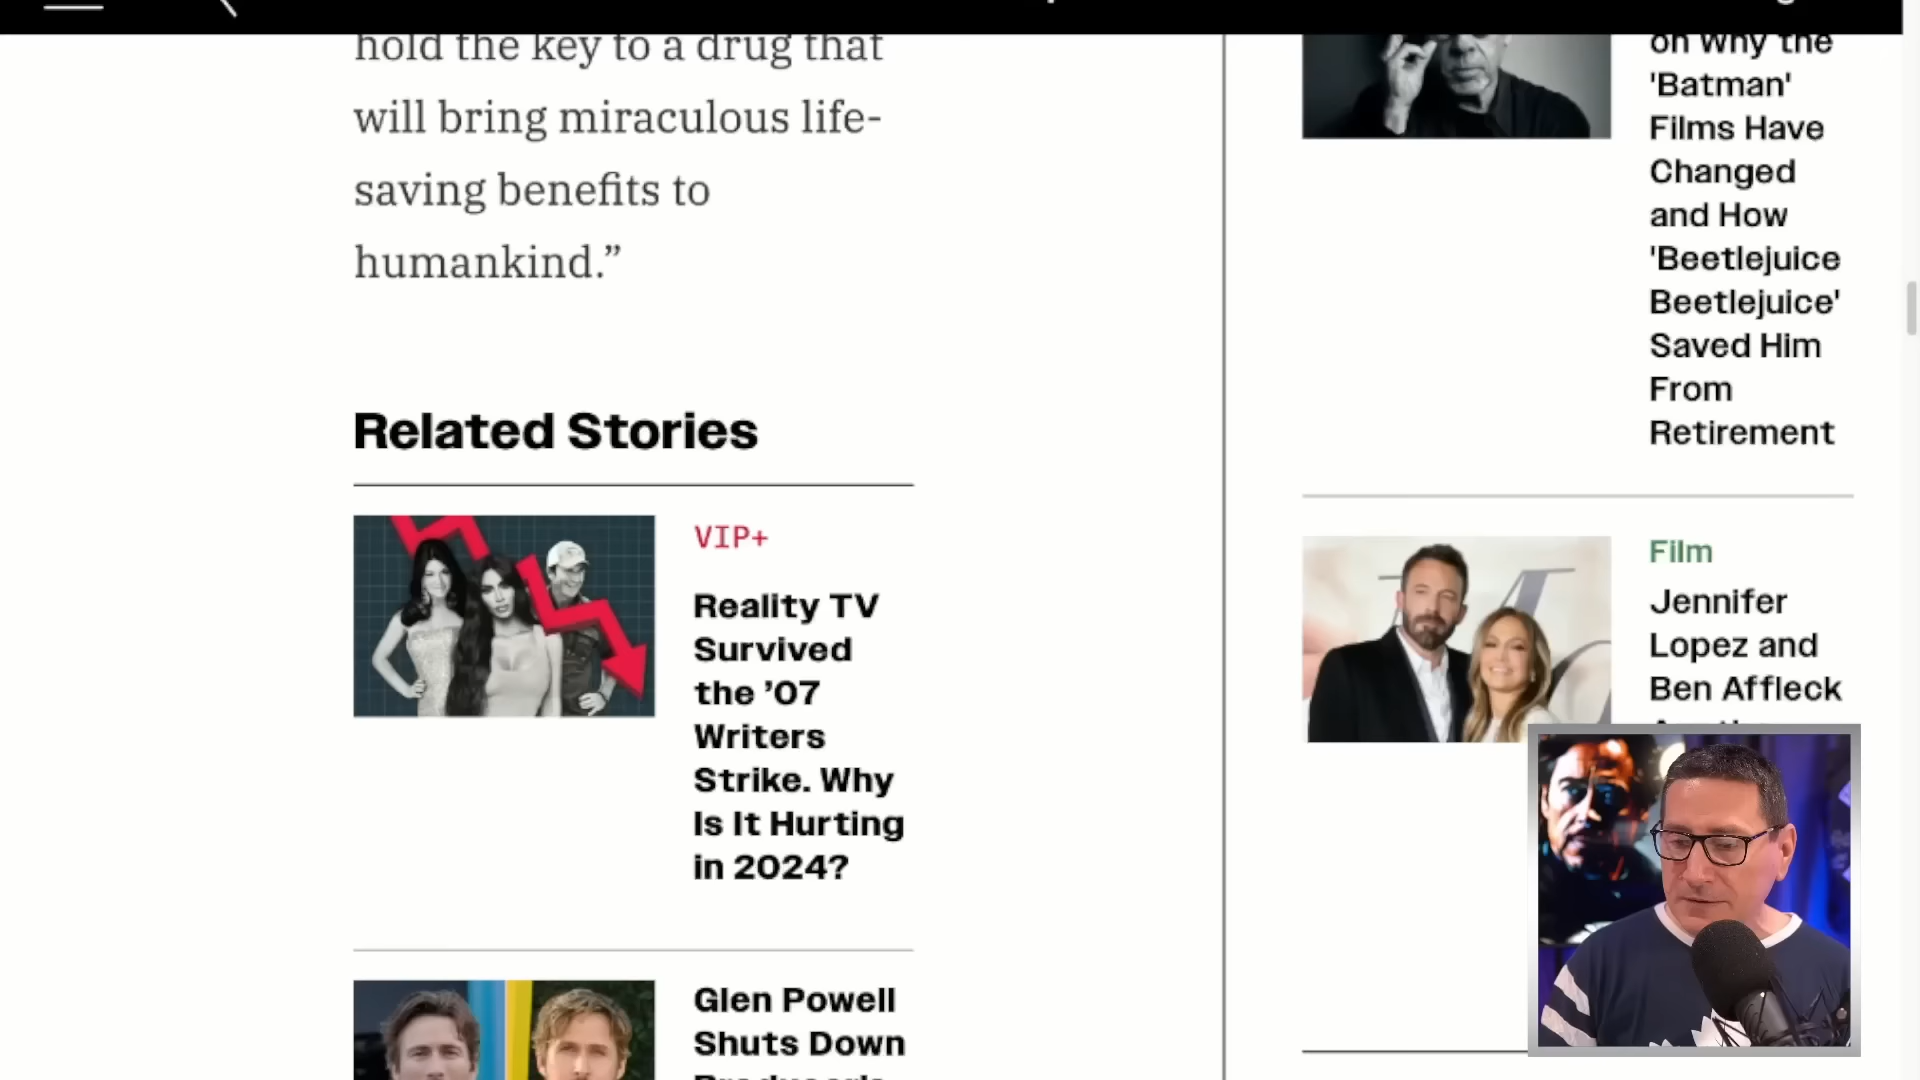 hold the key to a drug that
will bring miraculous life-
saving benefits to
humankind.”
Related Stories
VIP+
Reality TV
Survived
the ’07
Writers
Strike. Why
Is It Hurting
in 2024?
Glen Powell
Shuts Down
on Why the
'Batman'
Films Have
Changed
and How
'Beetlejuice
Beetlejuice'
Saved Him
From
Retirement
Film
Jennifer
Lopez and
Ben Affleck